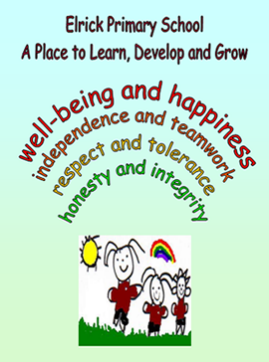 Elrick Primary School
A Place to Learn, Develop and Grow
well-being and happiness
independence and teamwork
respect and tolerance
honesty and integrity